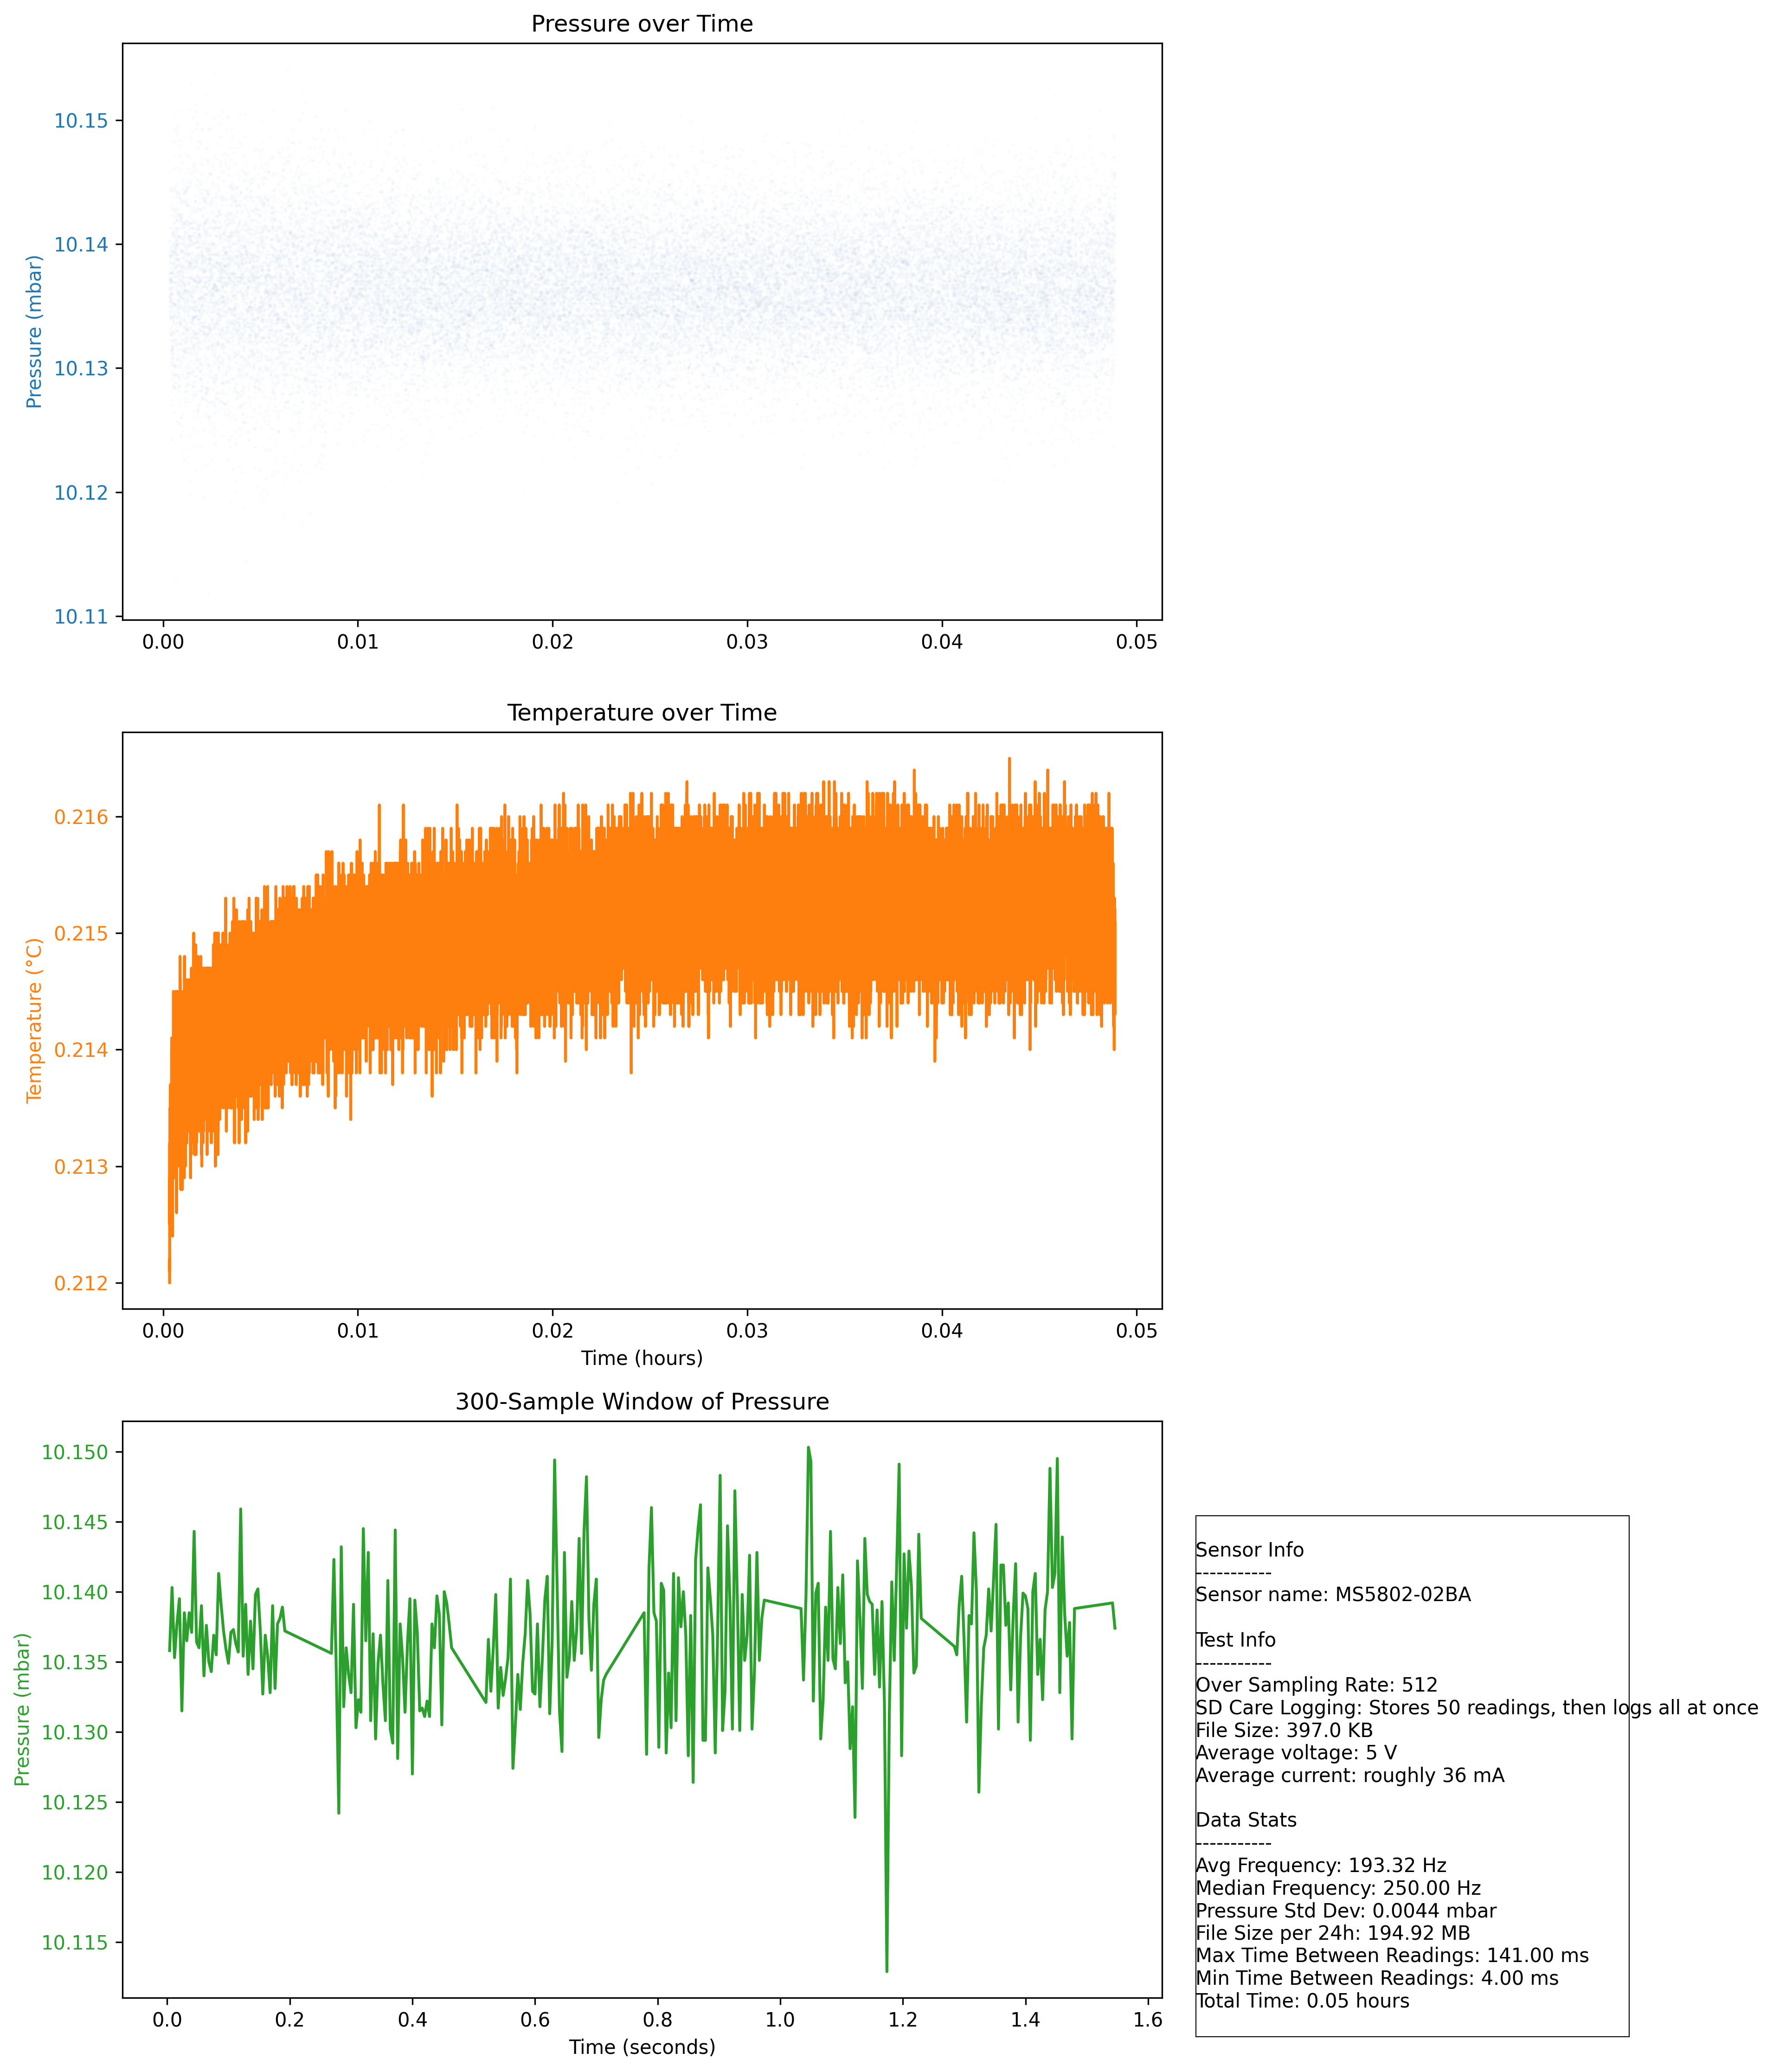 Pressure over Time
Pressure (mbar)
10.15
10.14
10.13
10.12
10.11
0.00 0.01 0.02 0.03 0.04 0.05
Temperature over Time
Temperature (°C)
0.216
0.215
0.214
0.213
0.212
0.00 0.01 0.02 0.03 0.04 0.05
Time (hours)
300-Sample Window of Pressure
Pressure (mbar)
10.150
10.145
10.140
10.135
10.130
10.125
10.120
10.115
0.0 0.2 0.4 0.6 0.8 1.0 1.2 1.4 1.6
Time (seconds)
Sensor Info
-----------
Sensor name: MS5802-02BA
Test Info
-----------
Over Sampling Rate: 512
SD Care Logging: Stores 50 readings, then logs all at once
File Size: 397.0 KB
Average voltage: 5 V
Average current: roughly 36 mA
Data Stats
-----------
Avg Frequency: 193.32 Hz
Median Frequency: 250.00 Hz
Pressure Std Dev: 0.0044 mbar
File Size per 24h: 194.92 MB
Max Time Between Readings: 141.00 ms
Min Time Between Readings: 4.00 ms
Total Time: 0.05 hours